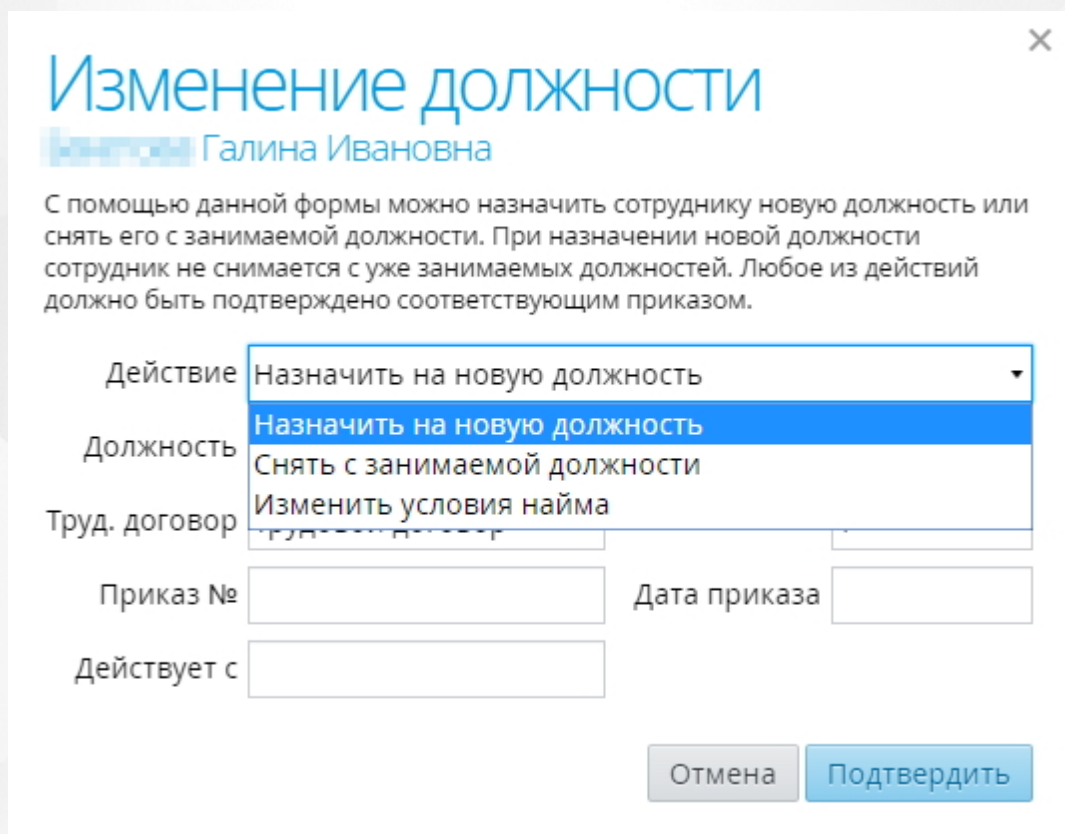 Изменение должности
Галина Ивановна
С помощью данной формы можно назначить сотруднику новую должность или
снять его с занимаемой должности. При назначении новой должности
сотрудник не снимается с уже занимаемых должностей. Любое из действий
должно быть подтверждено соответствующим приказом.
Действие Назначить на новую должность
Назначить на новую должность
Должность
Снять с занимаемой должности
Изменить условия найма
Труд. договор
Приказ № Дата приказа
Действует с
Отмена Подтвердить